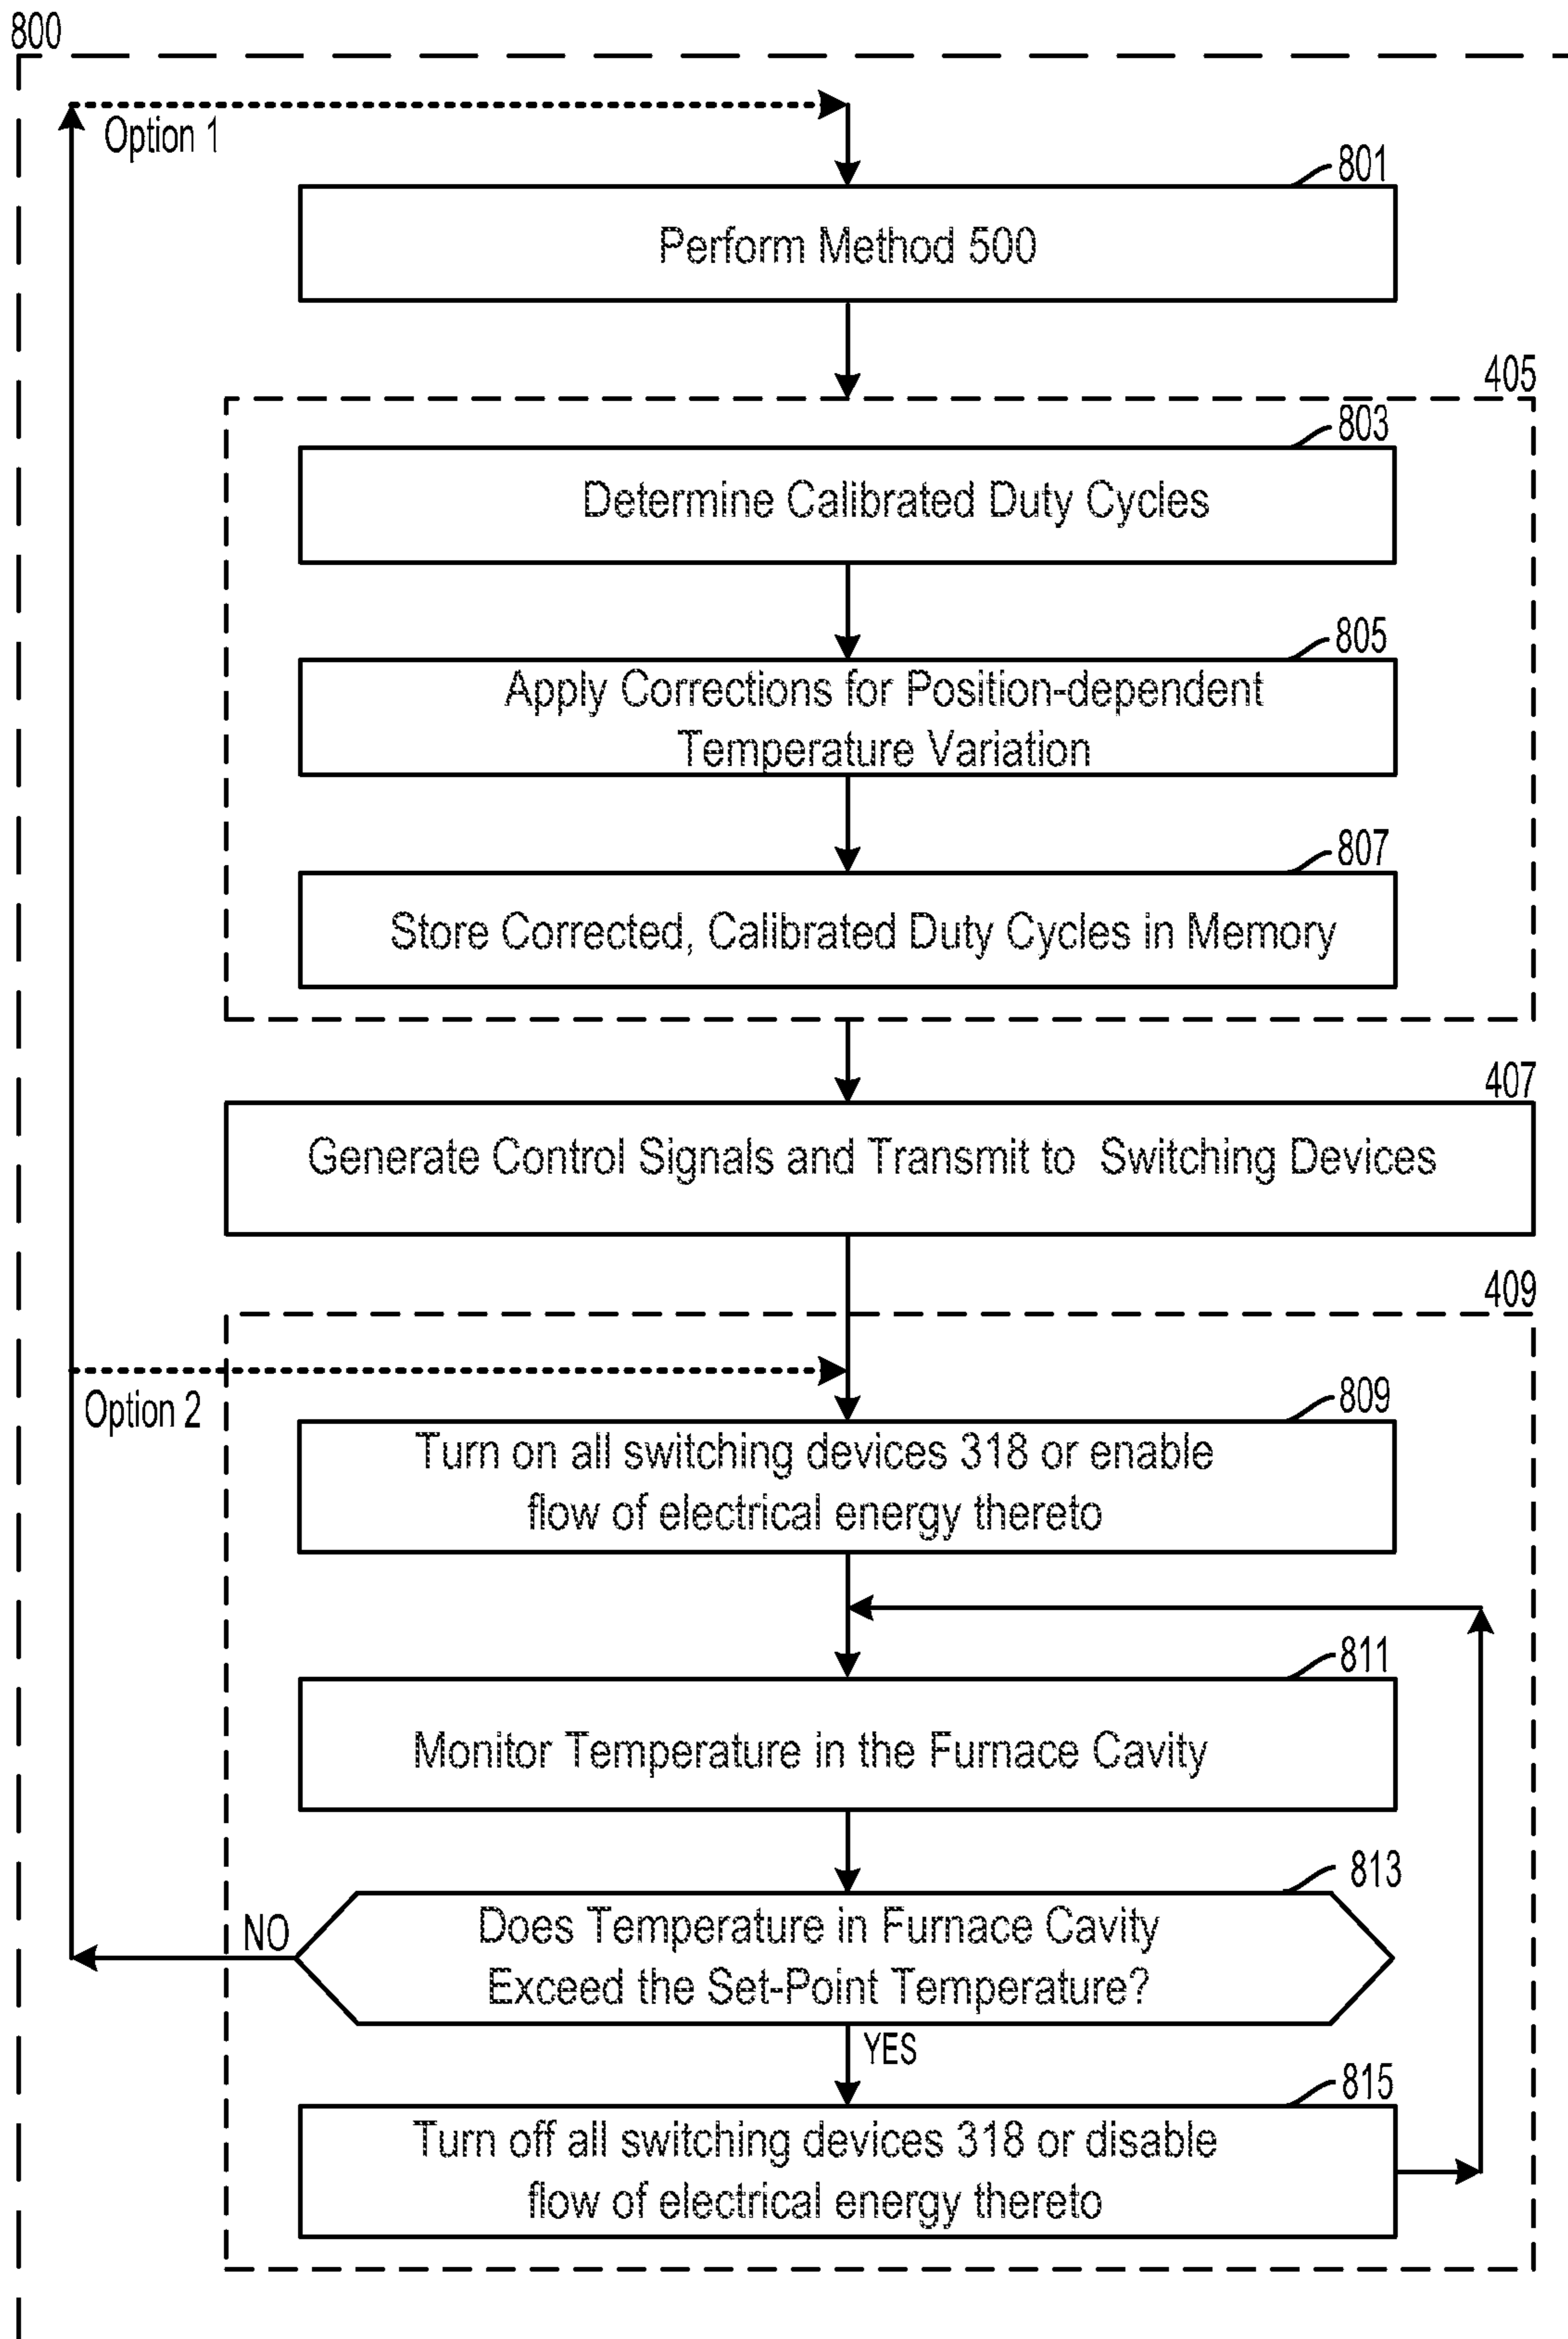 800
Option 1
801
Perform Method 500
405
803
Determine Calibrated Duty Cycles
805
Apply Corrections for Position-dependent
Temperature Variation
807
Store Corrected, Calibrated Duty Cycles in Memory
407
Generate Control Signals and Transmit to Switching Devices
409
Option 2
809
Turn on all switching devices 318 or enable
flow of electrical energy thereto
811
Monitor Temperature in the Furnace Cavity
813
NO
Does Temperature in Furnace Cavity
Exceed the Set-Point Temperature?
YES
815
Turn off all switching devices 318 or disable
flow of electrical energy thereto